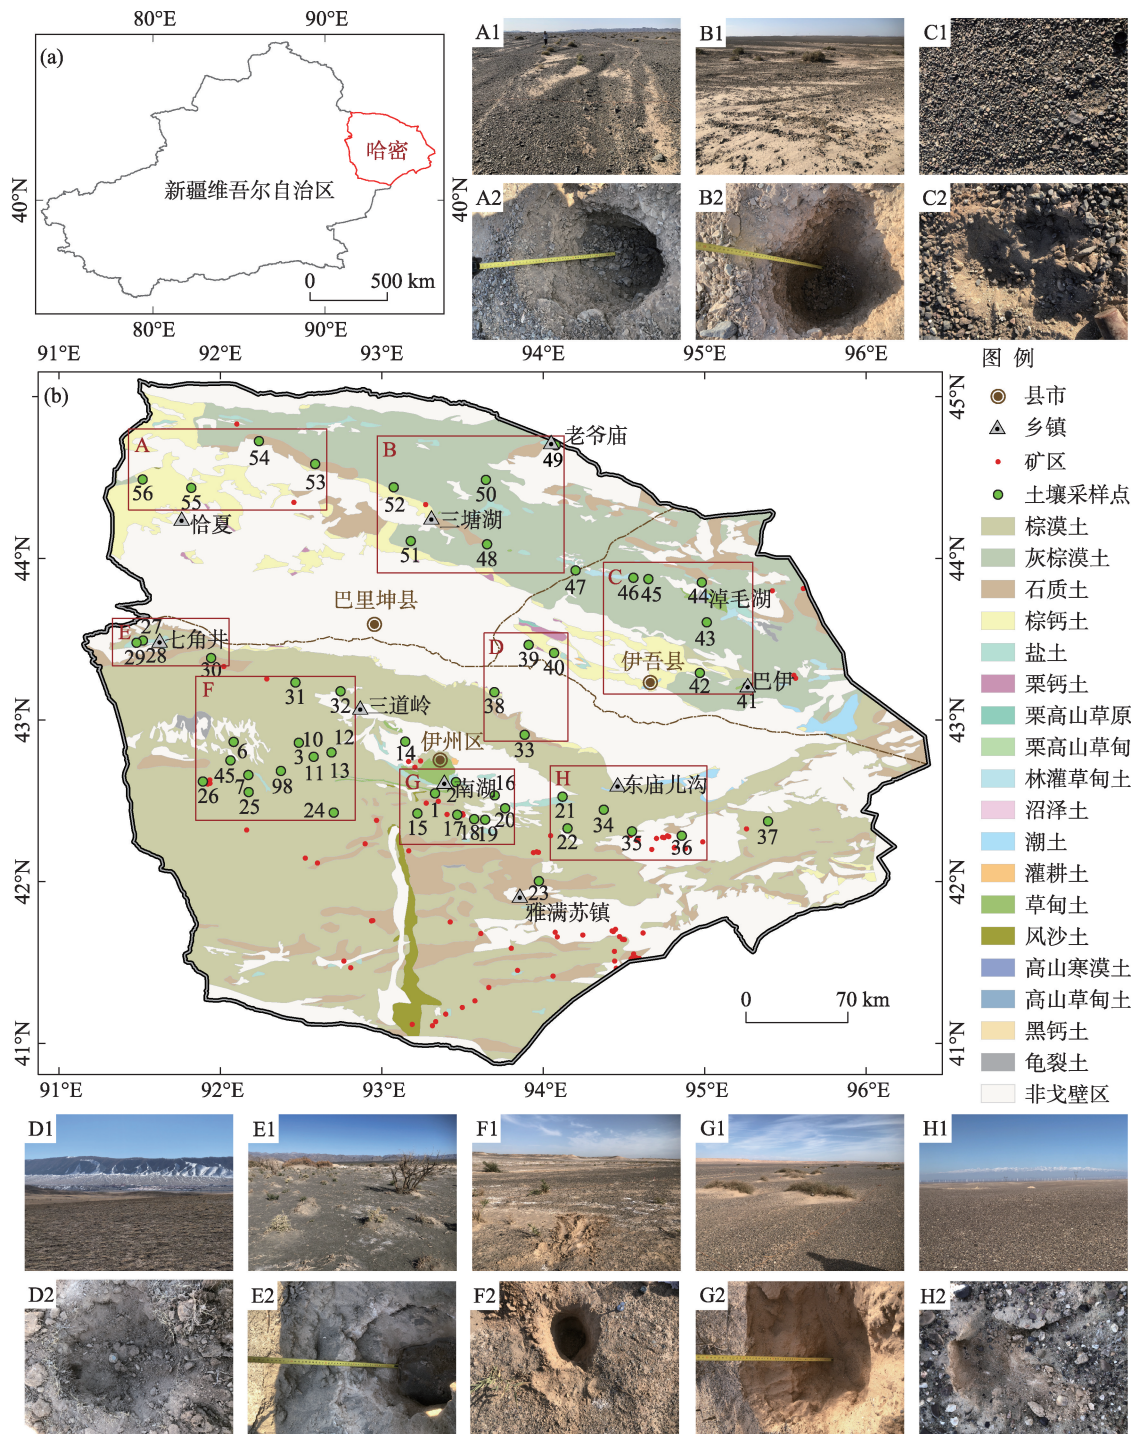 80°E
90°E
(a)
哈密
新疆维吾尔自治区
40°N
40°N
0
500 km
80°E
90°E
A1
B1
C1
A2
B2
C2
91°E
92°E
93°E
94°E
95°E
96°E
(b)
45°N
44°N
43°N
42°N
41°N
45°N
44°N
43°N
42°N
41°N
A
54
53
56
55
恰夏
B
49
老爷庙
52
50
三塘湖
51
48
47
C
46
45
44
淖毛湖
43
42
41
巴伊
伊吾县
巴里坤县
D
39
40
38
33
E
27
七角井
29
28
30
F
31
32
三道岭
6
10
12
3
45
11
13
7
98
26
25
24
14
伊州区
G
南湖
16
1
2
15
17
18
19
20
H
东庙儿沟
21
34
22
35
36
37
23
雅满苏镇
0
70 km
91°E
92°E
93°E
94°E
95°E
96°E
图 例
县市
乡镇
矿区
土壤采样点
棕漠土
灰棕漠土
石质土
棕钙土
盐土
栗钙土
栗高山草原
栗高山草甸
林灌草甸土
沼泽土
潮土
灌耕土
草甸土
风沙土
高山寒漠土
高山草甸土
黑钙土
龟裂土
非戈壁区
D1
E1
F1
G1
H1
D2
E2
F2
G2
H2